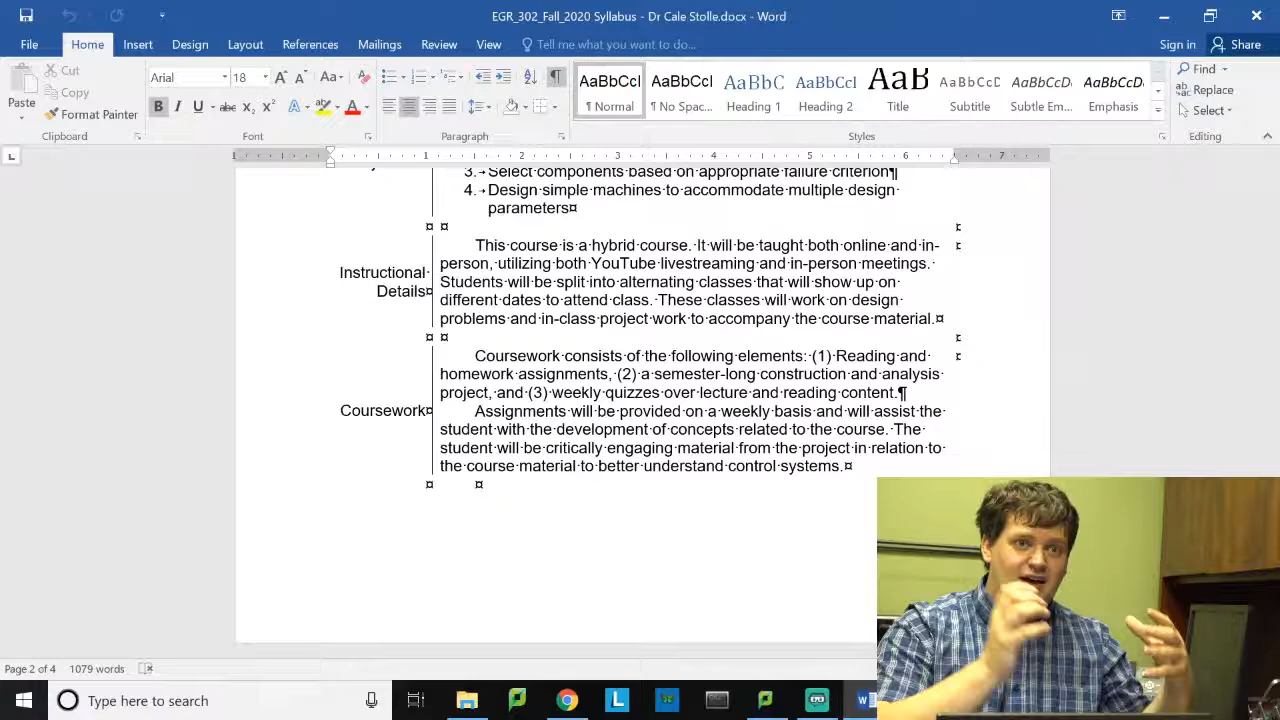 EGR_302_Fall_2020 Syllabus - Dr Cale Stolle.docx - Word
File Home Insert Design Layout References Mailings Review View Tell me what you want to do... Sign in Share
Paste
Cut
Copy
Format Painter
Clipboard
Arial 18
Font
Paragraph
AaBbCcI AaBbCcI AaBbC AaBbCcI AaB AaBbCcD AaBbCcD AaBbCcD
¶ Normal ¶ No Spac... Heading 1 Heading 2 Title Subtitle Subtle Em... Emphasis
Styles
Find
Replace
Select
Editing
1 1 2 3 4 5 6 7
3. Select components based on appropriate failure criterion¶
4. Design simple machines to accommodate multiple design
parameters¤
Instructional
Details¤
This course is a hybrid course. It will be taught both online and in-
person, utilizing both YouTube livestreaming and in-person meetings.
Students will be split into alternating classes that will show up on
different dates to attend class. These classes will work on design
problems and in-class project work to accompany the course material.¤
Coursework¤
Coursework consists of the following elements: (1) Reading and
homework assignments, (2) a semester-long construction and analysis
project, and (3) weekly quizzes over lecture and reading content.¶
Assignments will be provided on a weekly basis and will assist the
student with the development of concepts related to the course. The
student will be critically engaging material from the project in relation to
the course material to better understand control systems.¤
Page 2 of 4 1079 words
Type here to search